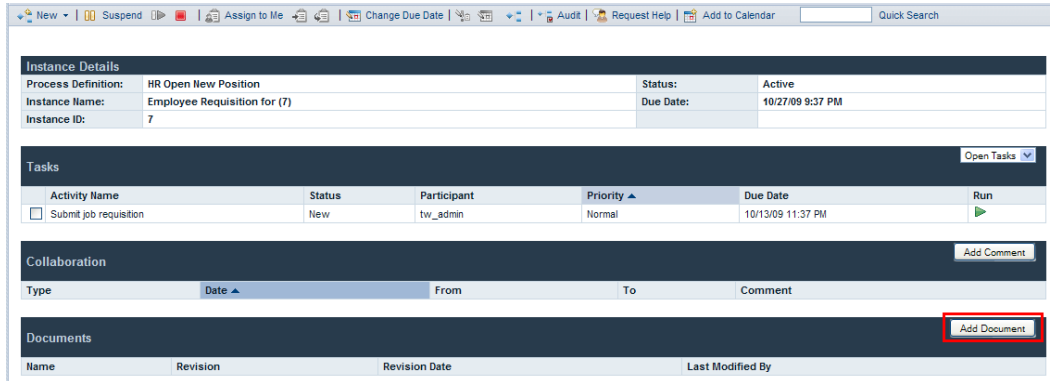 New Suspend Assign to Me Change Due Date Audit Request Help Add to Calendar Quick Search
Instance Details
Process Definition: HR Open New Position Status: Active
Instance Name: Employee Requisition for (7) Due Date: 10/27/09 9:37 PM
Instance ID: 7
Tasks Open Tasks
Activity Name Status Participant Priority Due Date Run
Submit job requisition New tw_admin Normal 10/13/09 11:37 PM
Collaboration Add Comment
Type Date From To Comment
Documents Add Document
Name Revision Revision Date Last Modified By